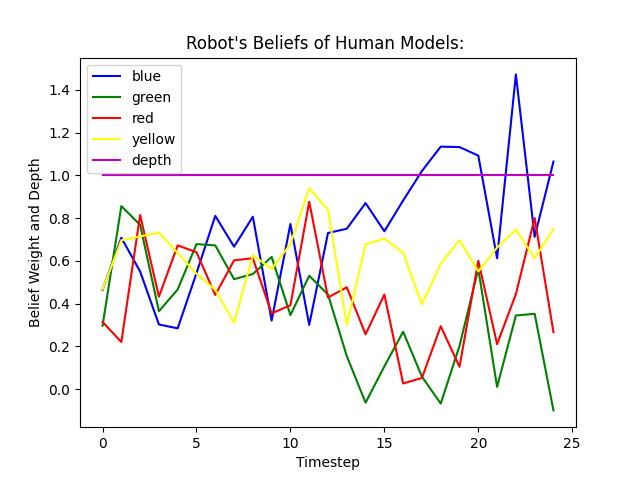 Robot's Beliefs of Human Models:
blue
green
red
yellow
depth
1.4
1.2
1.0
0.8
0.6
0.4
0.2
0.0
Belief Weight and Depth
0 5 10 15 20 25
Timestep